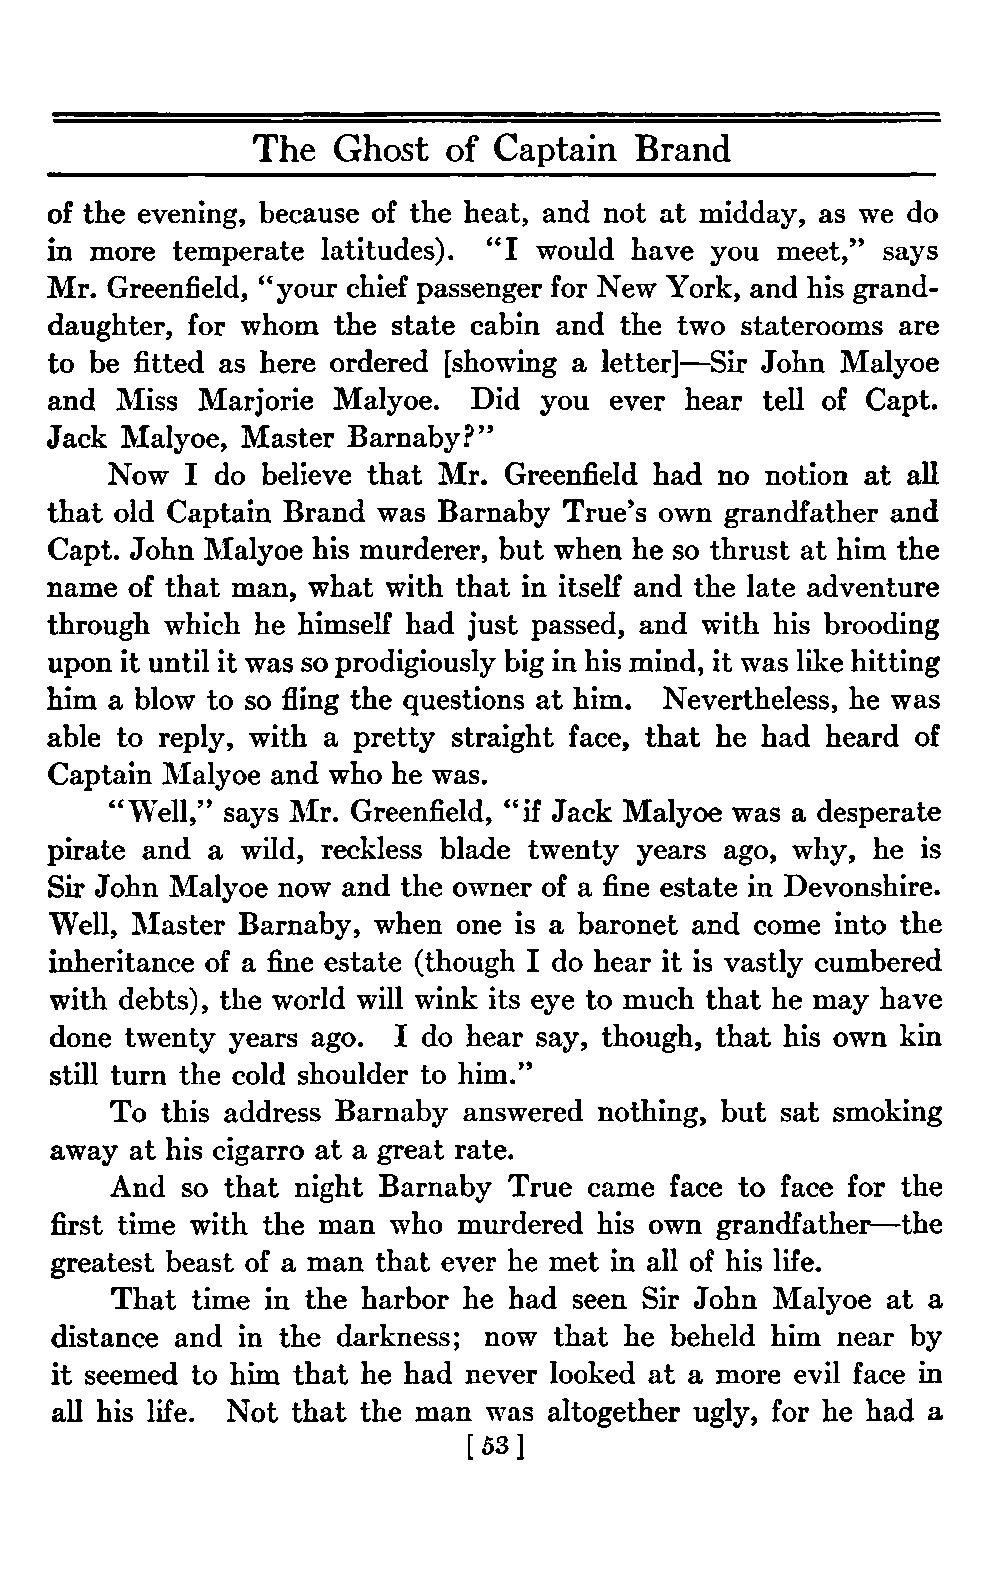 The Ghost of Captain Brand
of the evening, because of the heat, and not at midday, as we do
in more temperate latitudes). “I would have you meet,” says
Mr. Greenfield, “your chief passenger for New York, and his grand-
daughter, for whom the state cabin and the two staterooms are
to be fitted as here ordered [showing a letter]—Sir John Malyoe
and Miss Marjorie Malyoe. Did you ever hear tell of Capt.
Jack Malyoe, Master Barnaby?”
Now I do believe that Mr. Greenfield had no notion at all
that old Captain Brand was Barnaby True’s own grandfather and
Capt. John Malyoe his murderer, but when he so thrust at him the
name of that man, what with that in itself and the late adventure
through which he himself had just passed, and with his brooding
upon it until it was so prodigiously big in his mind, it was like hitting
him a blow to so fling the questions at him. Nevertheless, he was
able to reply, with a pretty straight face, that he had heard of
Captain Malyoe and who he was.
“Well,” says Mr. Greenfield, “if Jack Malyoe was a desperate
pirate and a wild, reckless blade twenty years ago, why, he is
Sir John Malyoe now and the owner of a fine estate in Devonshire.
Well, Master Barnaby, when one is a baronet and come into the
inheritance of a fine estate (though I do hear it is vastly cumbered
with debts), the world will wink its eye to much that he may have
done twenty years ago. I do hear say, though, that his own kin
still turn the cold shoulder to him.”
To this address Barnaby answered nothing, but sat smoking
away at his cigarro at a great rate.
And so that night Barnaby True came face to face for the
first time with the man who murdered his own grandfather—the
greatest beast of a man that ever he met in all of his life.
That time in the harbor he had seen Sir John Malyoe at a
distance and in the darkness; now that he beheld him near by
it seemed to him that he had never looked at a more evil face in
all his life. Not that the man was altogether ugly, for he had a
[ 53 ]